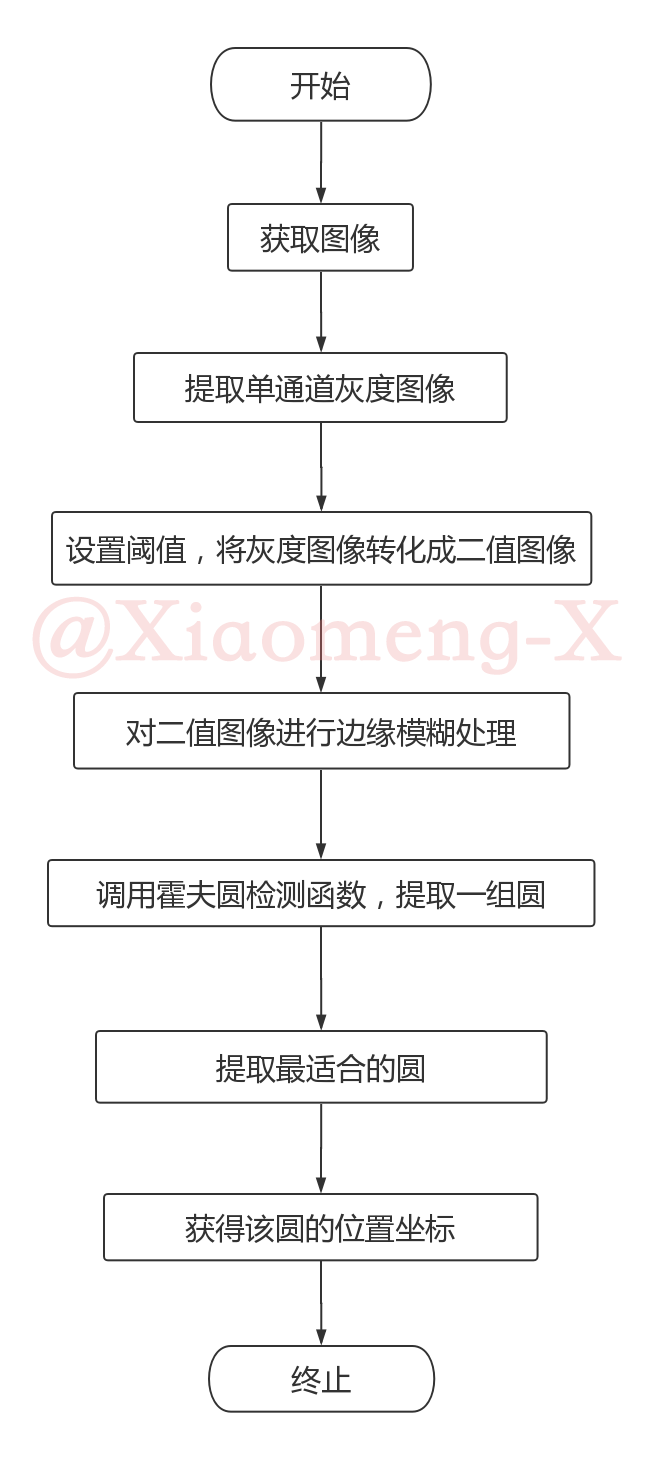 开始
获取图像
提取单通道灰度图像
设置阈值，将灰度图像转化成二值图像
@Xiaomeng-X
对二值图像进行边缘模糊处理
调用霍夫圆检测函数，提取一组圆
提取最适合的圆
获得该圆的位置坐标
终止